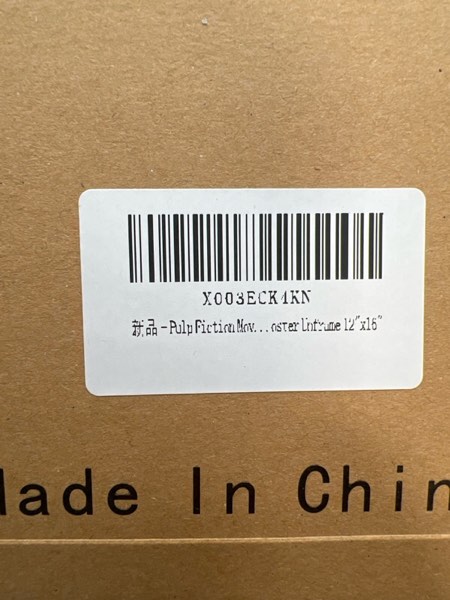 X003ECK4KN
新品 - Pulp Fiction Mov...oster Unframe 12"x16"
Made In Chin